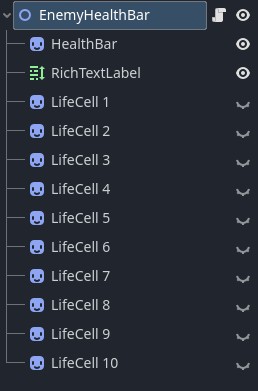 EnemyHealthBar
HealthBar
RichTextLabel
LifeCell 1
LifeCell 2
LifeCell 3
LifeCell 4
LifeCell 5
LifeCell 6
LifeCell 7
LifeCell 8
LifeCell 9
LifeCell 10